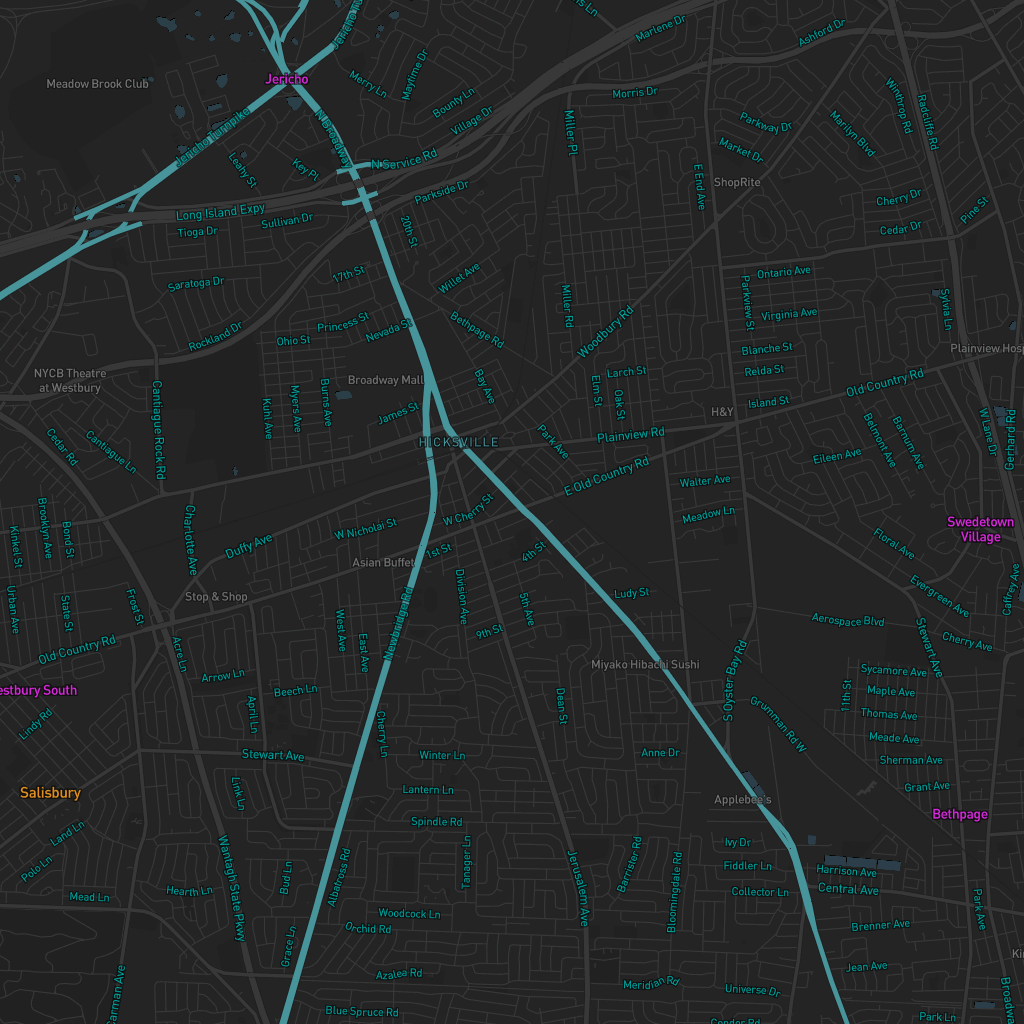 Marlene Dr
Ashford Dr
Jericho
Meadow Brook Club
Merry Ln
Maytime Dr
Bounty Ln
Village Dr
Morris Dr
Miller Pl
Winthrop Rd
Radcliffe Rd
Parkway Dr
Marilyn Blvd
Market Dr
Jericho Turnpike
N Broadway
N Service Rd
Leahy St
Key Pl
E End Ave
ShopRite
Parkside Dr
Cherry Dr
Pine St
Long Island Expy
Sullivan Dr
Tioga Dr
20th St
Cedar Dr
Saratoga Dr
17th St
Willet Ave
Ontario Ave
Parkview St
Miller Rd
Sylvia Ln
Virginia Ave
Princess St
Nevada St
Bethpage Rd
Woodbury Rd
Rockland Dr
Ohio St
Blanche St
Plainview Hosp
NYCB Theatre
at Westbury
Broadway Mall
Bay Ave
Larch St
Relda St
Old Country Rd
Cantiague Rock Rd
Kuhl Ave
Myers Ave
Burns Ave
Elm St
Oak St
Island St
H&Y
James St
HICKSVILLE
Park Ave
Plainview Rd
Belmont Ave
Barnum Ave
W Lane Dr
Gerhard Rd
Cedar Rd
Cantiague Ln
Eileen Ave
E Old Country Rd
Walter Ave
Meadow Ln
Kinkel St
Brooklyn Ave
Bond St
Charlotte Ave
W Nicholai St
W Cherry St
Swedetown
Village
Duffy Ave
1st St
4th St
Floral Ave
Asian Buffet
Stop & Shop
Urban Ave
State St
Frost St
Division Ave
5th Ave
Ludy St
Evergreen Ave
Caffrey Ave
Newbridge Rd
9th St
West Ave
East Ave
Aerospace Blvd
Stewart Ave
Cherry Ave
Old Country Rd
Acre Ln
Miyako Hibachi Sushi
S Oyster Bay Rd
Arrow Ln
Beech Ln
Sycamore Ave
Maple Ave
11th St
estbury South
Lindy Rd
April Ln
Cherry Ln
Dean St
Grumman Rd W
Thomas Ave
Meade Ave
Stewart Ave
Winter Ln
Anne Dr
Sherman Ave
Salisbury
Link Ln
Lantern Ln
Applebee's
Grant Ave
Bethpage
Spindle Rd
Land Ln
Polo Ln
Ivy Dr
Fiddler Ln
Harrison Ave
Central Ave
Collector Ln
Wantagh State Pkwy
Bud Ln
Albatross Rd
Tanager Ln
Jerusalem Ave
Barrister Rd
Bloomingdale Rd
Mead Ln
Hearth Ln
Woodcock Ln
Orchid Rd
Grace Ln
Brenner Ave
Park Ave
Jean Ave
Azalea Rd
Meridian Rd
Universe Dr
Carman Ave
Blue Spruce Rd
Condor Rd
Park Ln
Broadway